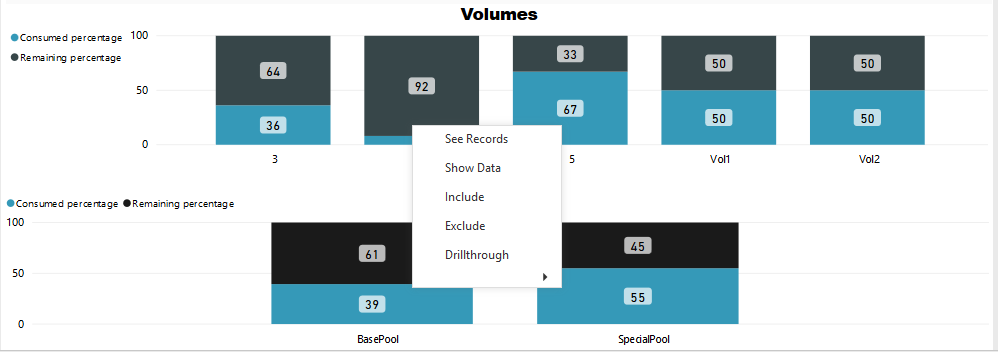 Volumes
Consumed percentage
Remaining percentage
100
50
0
64
36
92
33
67
50
50
50
50
3
5
Vol1
Vol2
See Records
Show Data
Include
Exclude
Drillthrough
Consumed percentage Remaining percentage
100
50
0
61
39
45
55
BasePool
SpecialPool